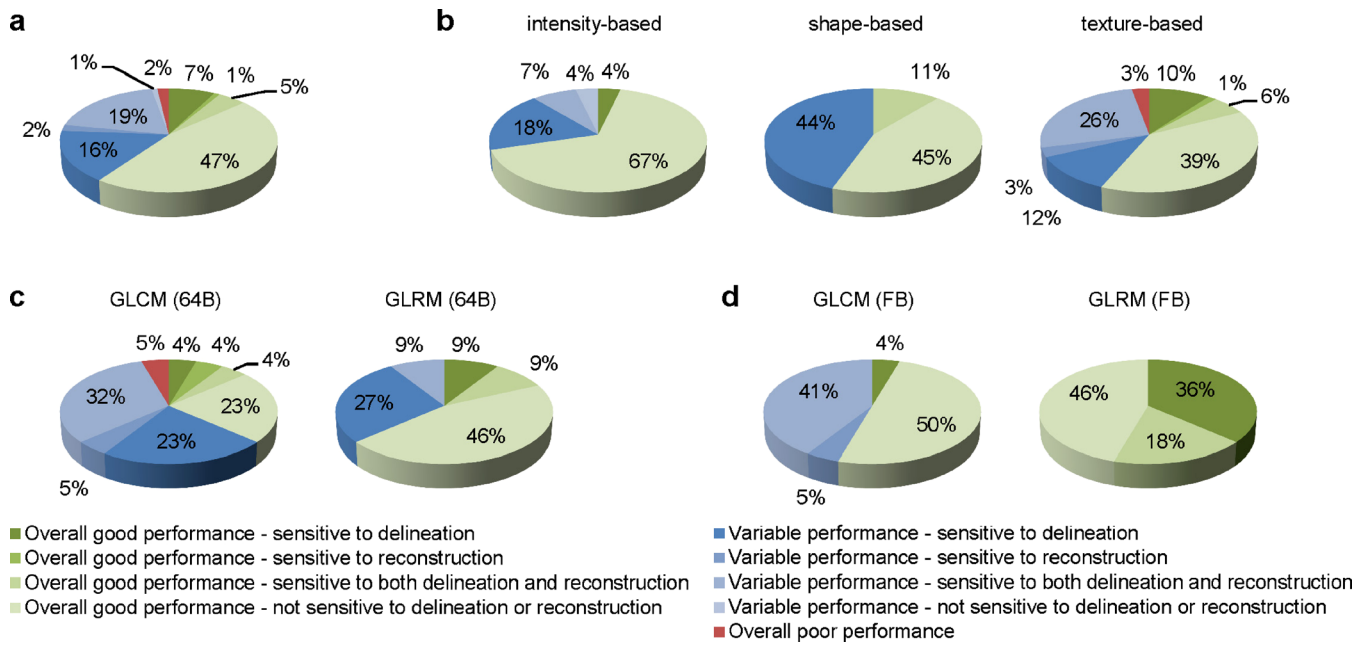 a
1%
2%
7%
1%
5%
19%
2%
16%
47%
b
intensity-based
shape-based
texture-based
7%
4%
4%
18%
67%
11%
44%
45%
3%
10%
1%
6%
26%
39%
3%
12%
c
GLCM (64B)
GLRM (64B)
5%
4%
4%
4%
32%
23%
23%
5%
9%
9%
9%
27%
46%
d
GLCM (FB)
GLRM (FB)
4%
41%
50%
5%
46%
36%
18%
Overall good performance - sensitive to delineation
Overall good performance - sensitive to reconstruction
Overall good performance - sensitive to both delineation and reconstruction
Overall good performance - not sensitive to delineation or reconstruction
Variable performance - sensitive to delineation
Variable performance - sensitive to reconstruction
Variable performance - sensitive to both delineation and reconstruction
Variable performance - not sensitive to delineation or reconstruction
Overall poor performance